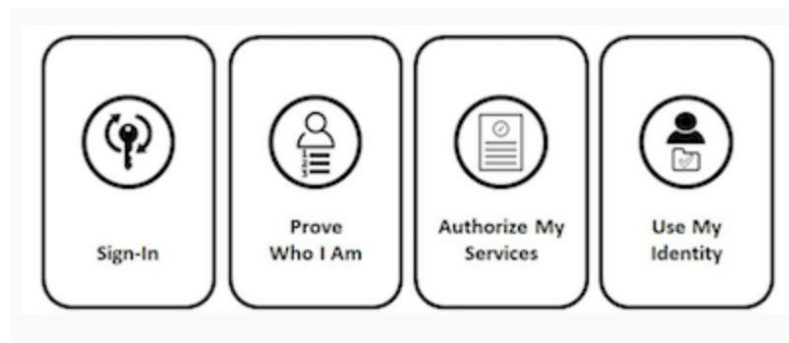 Sign-In
Prove
Who I Am
Authorize My
Services
Use My
Identity